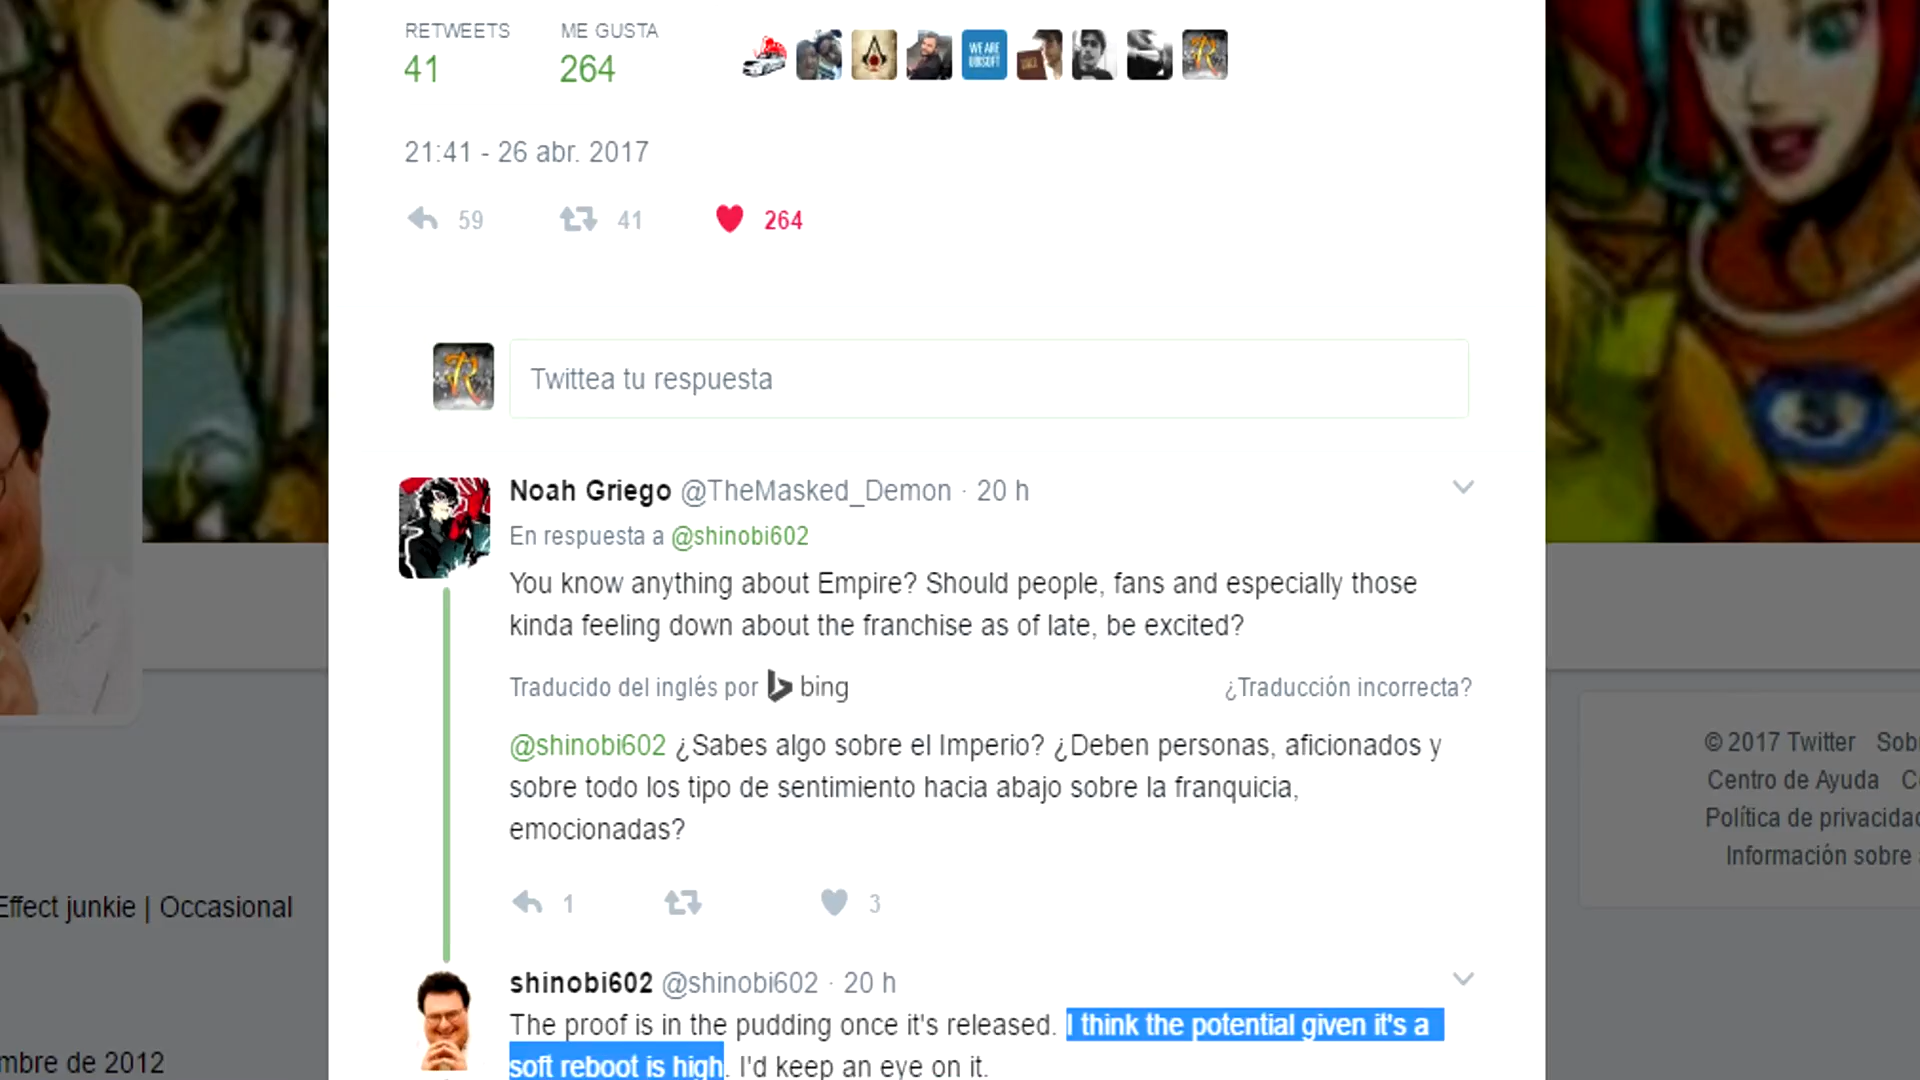 RETWEETS ME GUSTA
41 264
WE ARE
UBISOFT
21:41 - 26 abr. 2017
59 41 264
Twittea tu respuesta
Noah Griego @TheMasked_Demon · 20 h
En respuesta a @shinobi602
You know anything about Empire? Should people, fans and especially those
kinda feeling down about the franchise as of late, be excited?
Traducido del inglés por bing ¿Traducción incorrecta?
@shinobi602 ¿Sabes algo sobre el Imperio? ¿Deben personas, aficionados y
sobre todo los tipo de sentimiento hacia abajo sobre la franquicia,
emocionadas?
1 3
shinobi602 @shinobi602 · 20 h
The proof is in the pudding once it's released. I think the potential given it's a
soft reboot is high. I'd keep an eye on it.
Effect junkie | Occasional
mbre de 2012
© 2017 Twitter Sob
Centro de Ayuda C
Política de privacidad
Información sobre